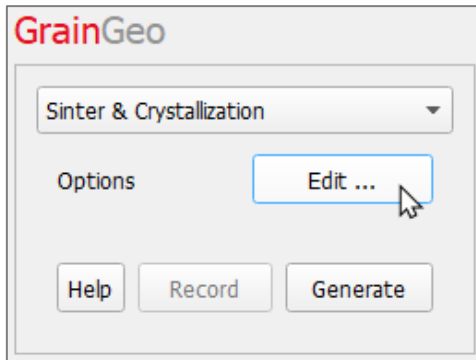 GrainGeo
Sinter & Crystallization
Options Edit ...
Help Record Generate